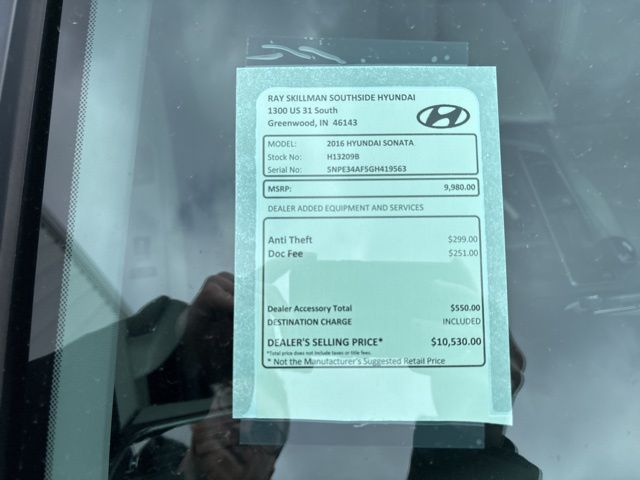 RAY SKILLMAN SOUTHSIDE HYUNDAI
1300 US 31 South
Greenwood, IN 46143
MODEL: 2016 HYUNDAI SONATA
Stock No: H13209B
Serial No: 5NPE34AF5GH419563
MSRP: 9,980.00
DEALER ADDED EQUIPMENT AND SERVICES
Anti Theft $299.00
Doc Fee $251.00
Dealer Accessory Total $550.00
DESTINATION CHARGE INCLUDED
DEALER'S SELLING PRICE* $10,530.00
*Total price does not include taxes or title fees.
* Not the Manufacturer's Suggested Retail Price